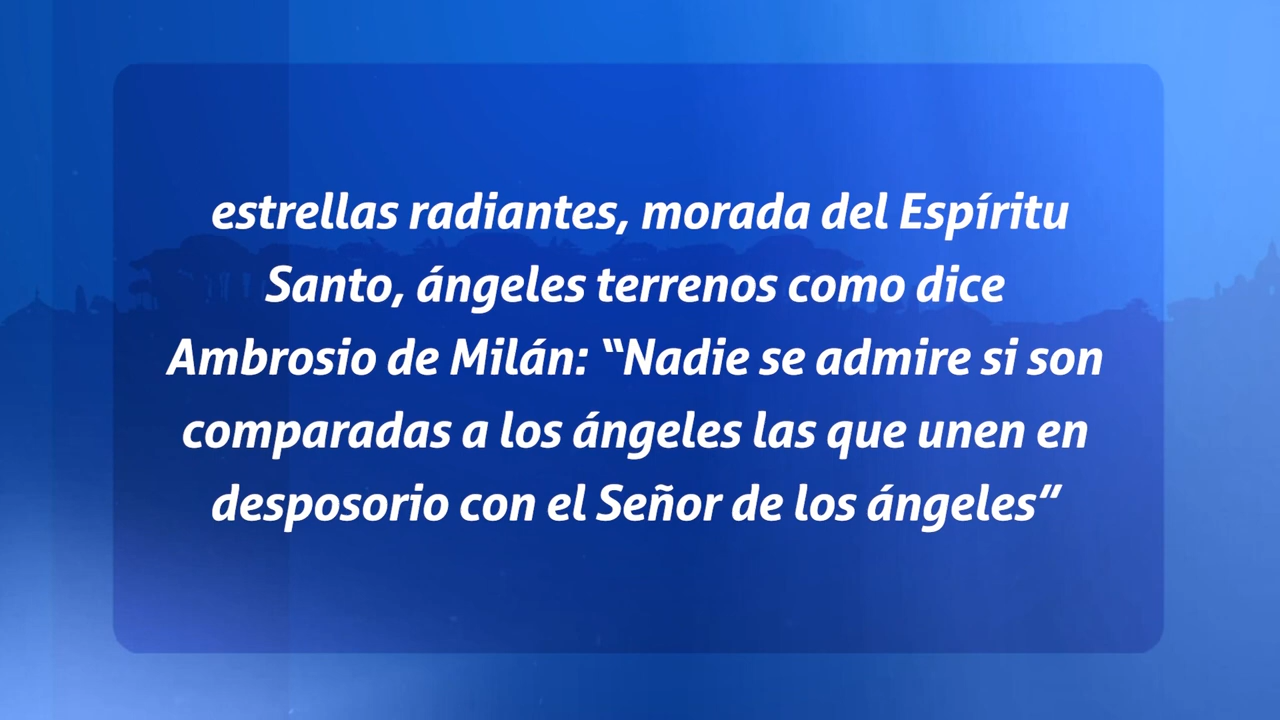 estrellas radiantes, morada del Espíritu
Santo, ángeles terrenos como dice
Ambrosio de Milán: “Nadie se admire si son
comparadas a los ángeles las que unen en
desposorio con el Señor de los ángeles”